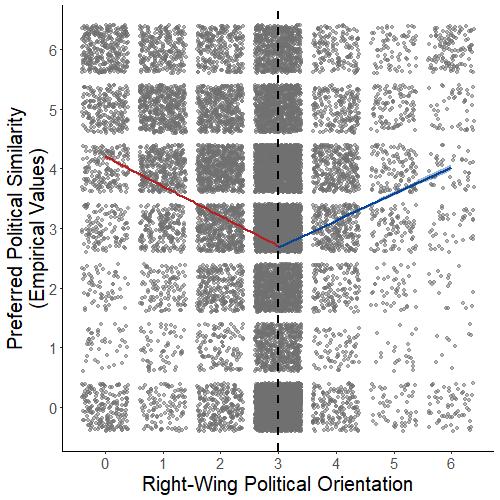 Preferred Political Similarity
(Empirical Values)
6
5
4
3
2
1
0
0 1 2 3 4 5 6
Right-Wing Political Orientation